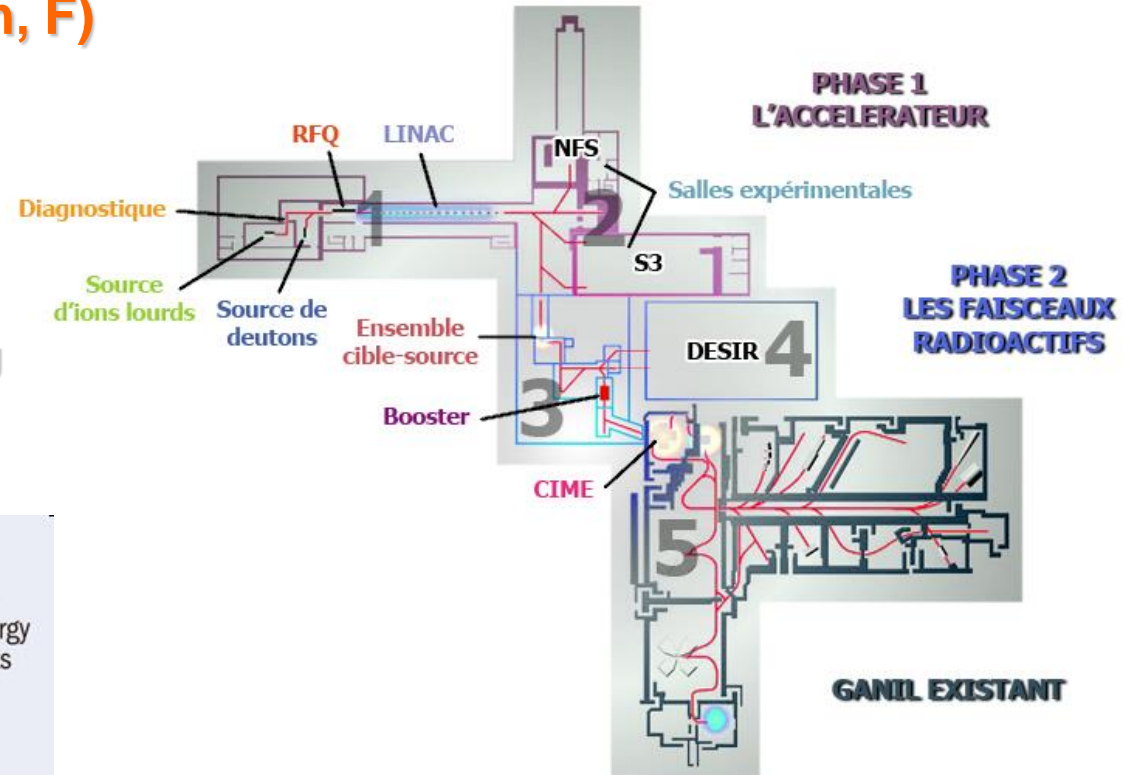 n, F)
PHASE 1
L'ACCELERATEUR
RFQ
LINAC
NFS
Salles expérimentales
Diagnostique
1
2
S3
Source
d'ions lourds
Source de
deutons
PHASE 2
LES FAISCEAUX
RADIOACTIFS
Ensemble
cible-source
DESIR
4
3
Booster
CIME
5
rgy
s
GANIL EXISTANT